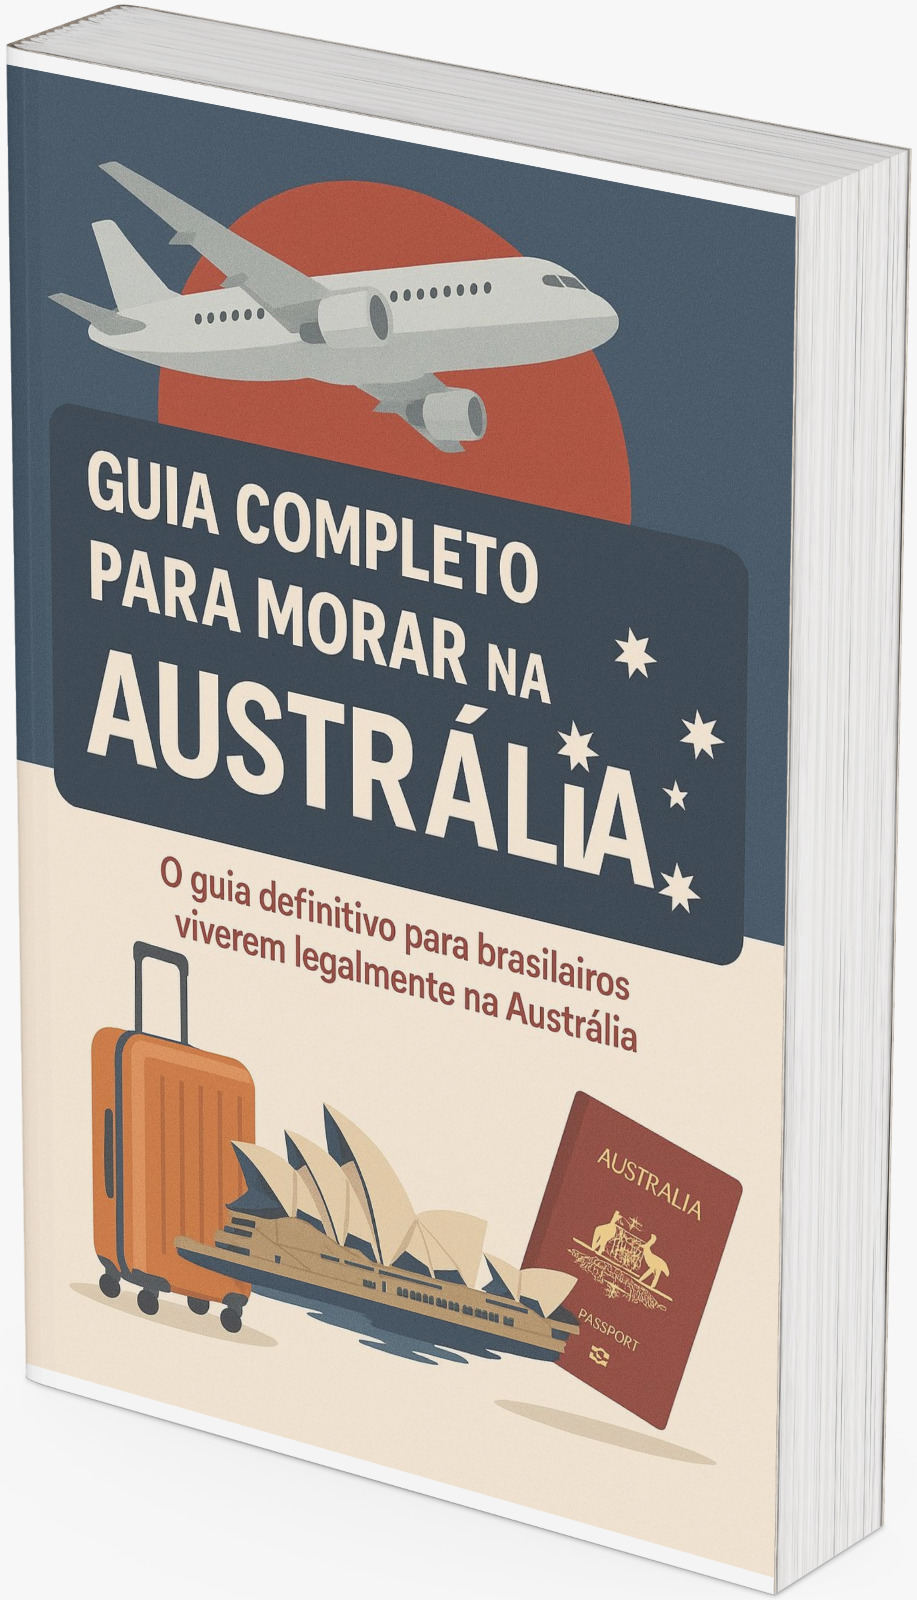 GUIA COMPLETO
PARA MORAR NA
AUSTRÁLIA
O guia definitivo para brasilairos
viverem legalmente na Austrália
AUSTRALIA
PASSPORT